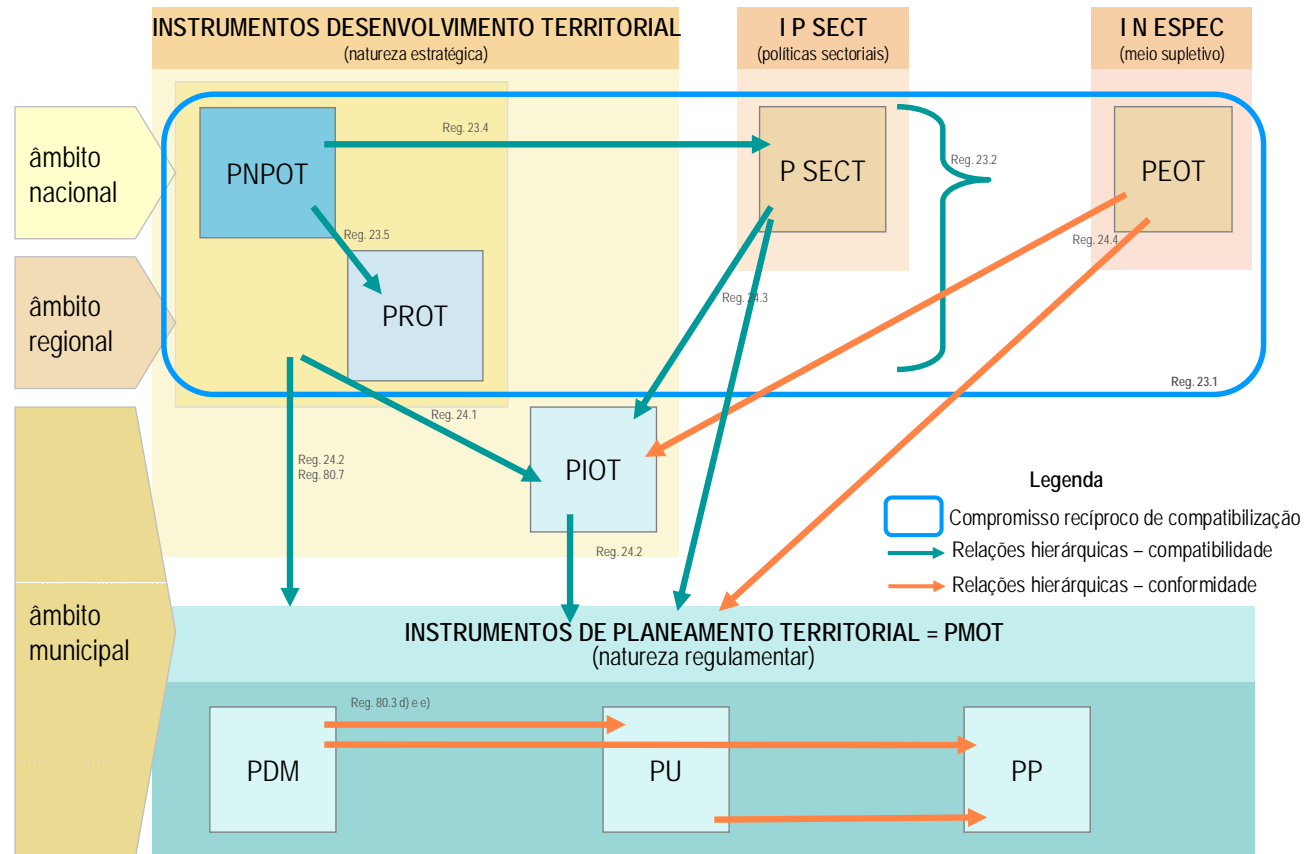 INSTRUMENTOS DESENVOLVIMENTO TERRITORIAL
(natureza estratégica)
I P SECT
(políticas sectoriais)
I N ESPEC
(meio supletivo)
âmbito
nacional
PNPOT
Reg. 23.4
P SECT
Reg. 23.2
PEOT
Reg. 23.5
Reg. 24.4
âmbito
regional
PROT
Reg. 24.3
Reg. 23.1
Reg. 24.1
Reg. 24.2
Reg. 80.7
PIOT
Reg. 24.2
Legenda
Compromisso recíproco de compatibilização
Relações hierárquicas – compatibilidade
Relações hierárquicas – conformidade
âmbito
municipal
INSTRUMENTOS DE PLANEAMENTO TERRITORIAL = PMOT
(natureza regulamentar)
Reg. 80.3 d) e e)
PDM
PU
PP